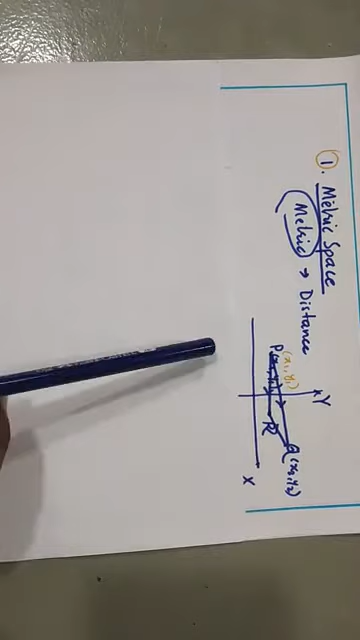 1. Metric Space
Metric → Distance
Y
P(x₁, y₁)
Q(x₂, y₂)
R
X